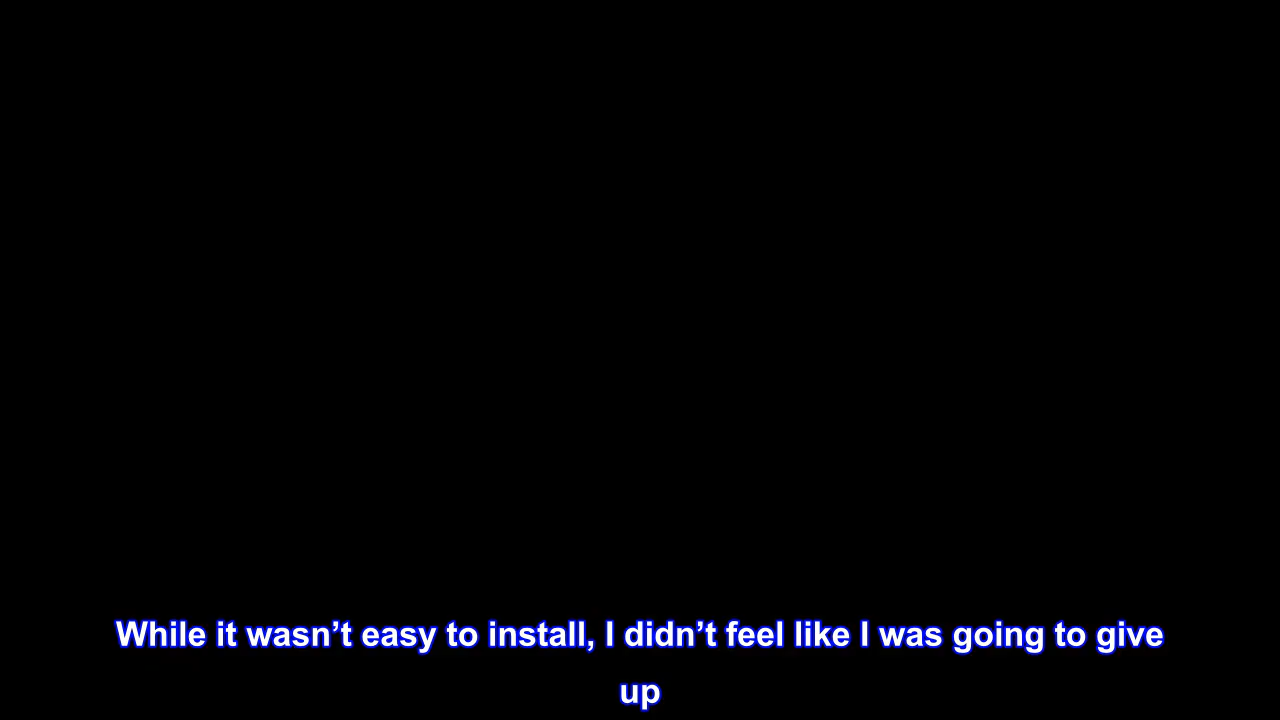 While it wasn’t easy to install, I didn’t feel like I was going to give
up